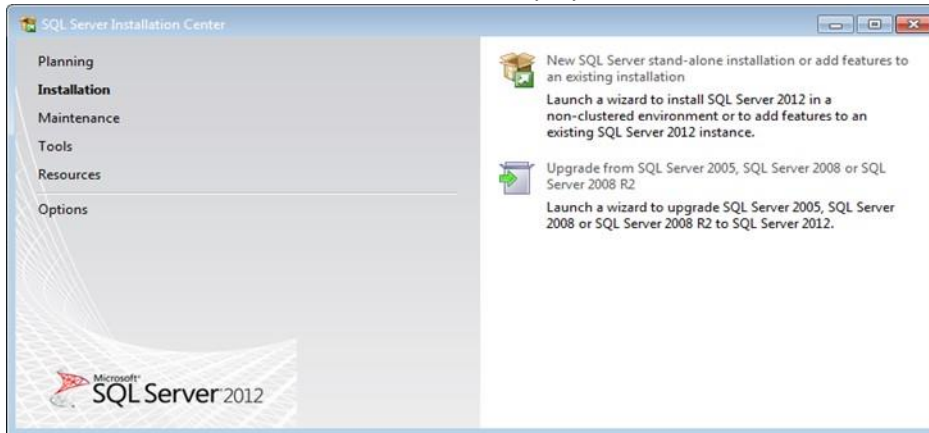 SQL Server Installation Center
Planning
Installation
Maintenance
Tools
Resources
Options
Microsoft®
SQL Server® 2012
New SQL Server stand-alone installation or add features to
an existing installation
Launch a wizard to install SQL Server 2012 in a
non-clustered environment or to add features to an
existing SQL Server 2012 instance.
Upgrade from SQL Server 2005, SQL Server 2008 or SQL
Server 2008 R2
Launch a wizard to upgrade SQL Server 2005, SQL Server
2008 or SQL Server 2008 R2 to SQL Server 2012.